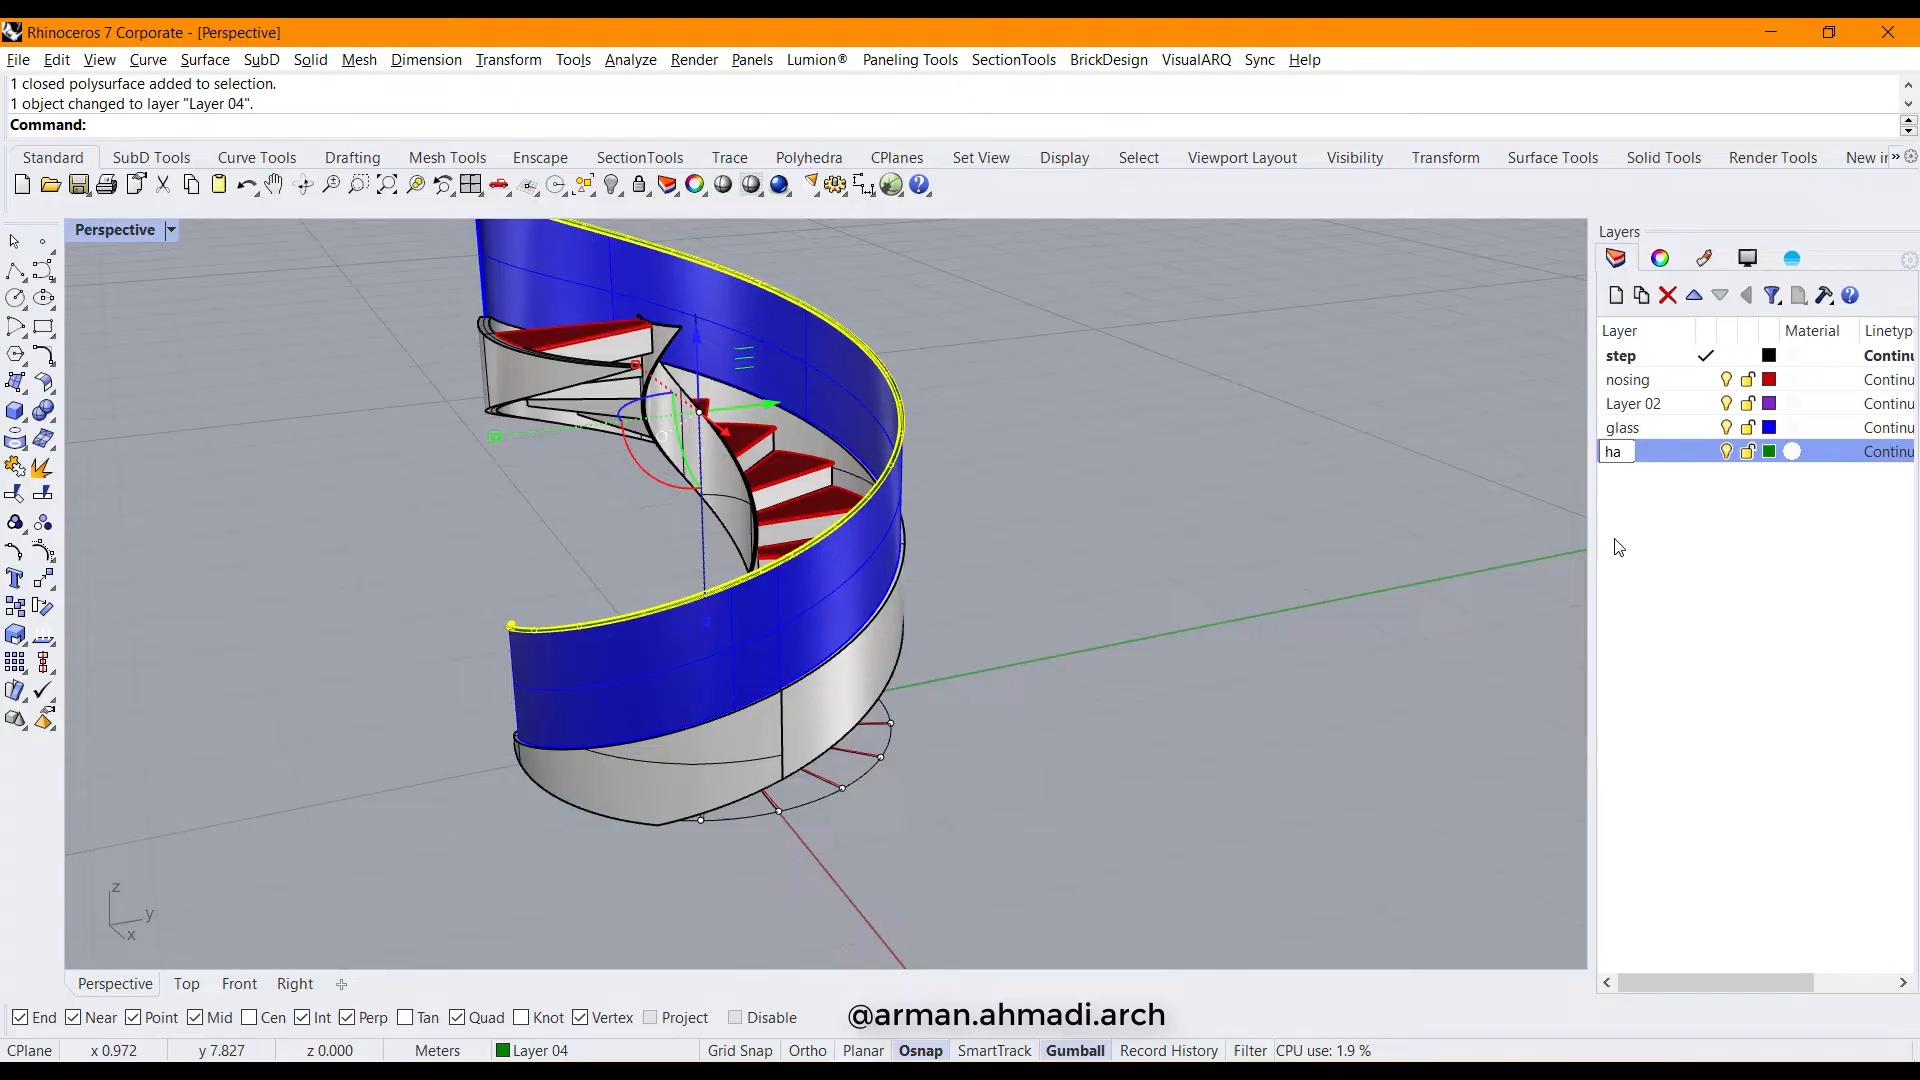 Rhinoceros 7 Corporate - [Perspective]
File Edit View Curve Surface SubD Solid Mesh Dimension Transform Tools Analyze Render Panels Lumion® Paneling Tools SectionTools BrickDesign VisualARQ Sync Help
1 closed polysurface added to selection.
1 object changed to layer "Layer 04".
Command:
Standard SubD Tools Curve Tools Drafting Mesh Tools Enscape SectionTools Trace Polyhedra CPlanes Set View Display Select Viewport Layout Visibility Transform Surface Tools Solid Tools Render Tools New in
Perspective
Layers
Layer Material Linetyp
step Continu
nosing Continu
Layer 02 Continu
glass Continu
ha Continu
z
y
x
Perspective Top Front Right
End Near Point Mid Cen Int Perp Tan Quad Knot Vertex Project Disable
@arman.ahmadi.arch
CPlane x 0.972 y 7.827 z 0.000 Meters Layer 04 Grid Snap Ortho Planar Osnap SmartTrack Gumball Record History Filter CPU use: 1.9 %